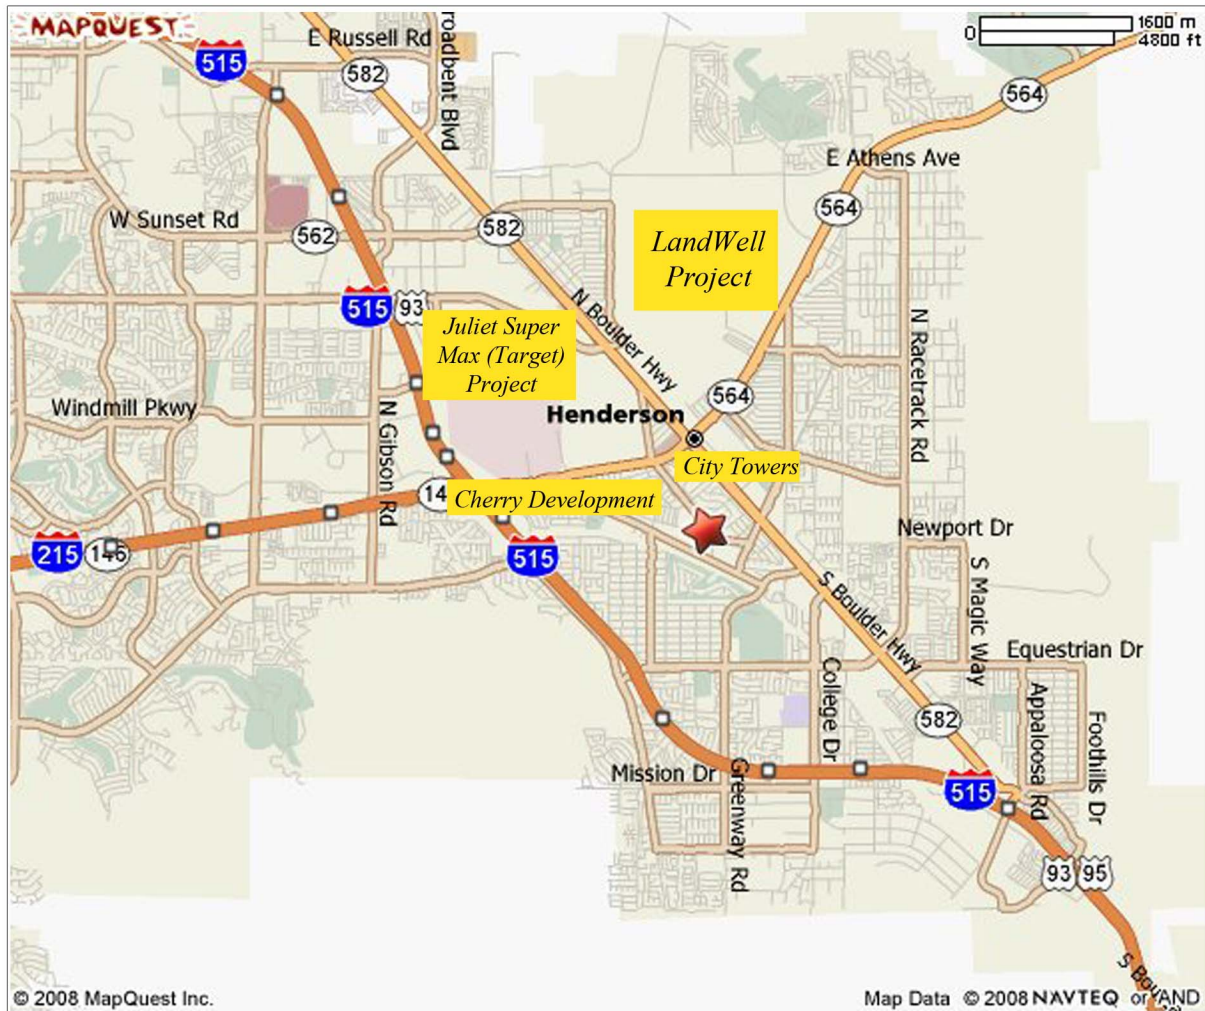 MAPQUEST
1600 m
0
4800 ft
E Russell Rd
roadbent Blvd
515
582
564
E Athens Ave
W Sunset Rd
562
582
564
LandWell
Project
515
93
N Boulder Hwy
N Racetrack Rd
Juliet Super
Max (Target)
Project
Windmill Pkwy
N Gibson Rd
564
Henderson
City Towers
14
Cherry Development
215
146
515
Newport Dr
S Magic Way
S Boulder Hwy
Equestrian Dr
College Dr
Appaloosa Rd
Foothills Dr
582
Mission Dr
Greenway Rd
515
93
95
S Bou
© 2008 MapQuest Inc.
Map Data © 2008 NAVTEQ or AND